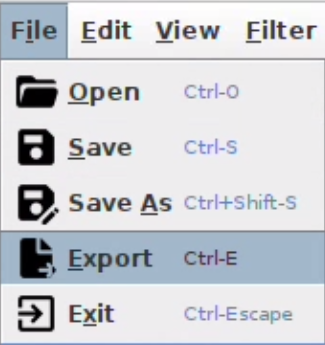 File Edit View Filter
Open Ctrl-O
Save Ctrl-S
Save As Ctrl+Shift-S
Export Ctrl-E
Exit Ctrl-Escape